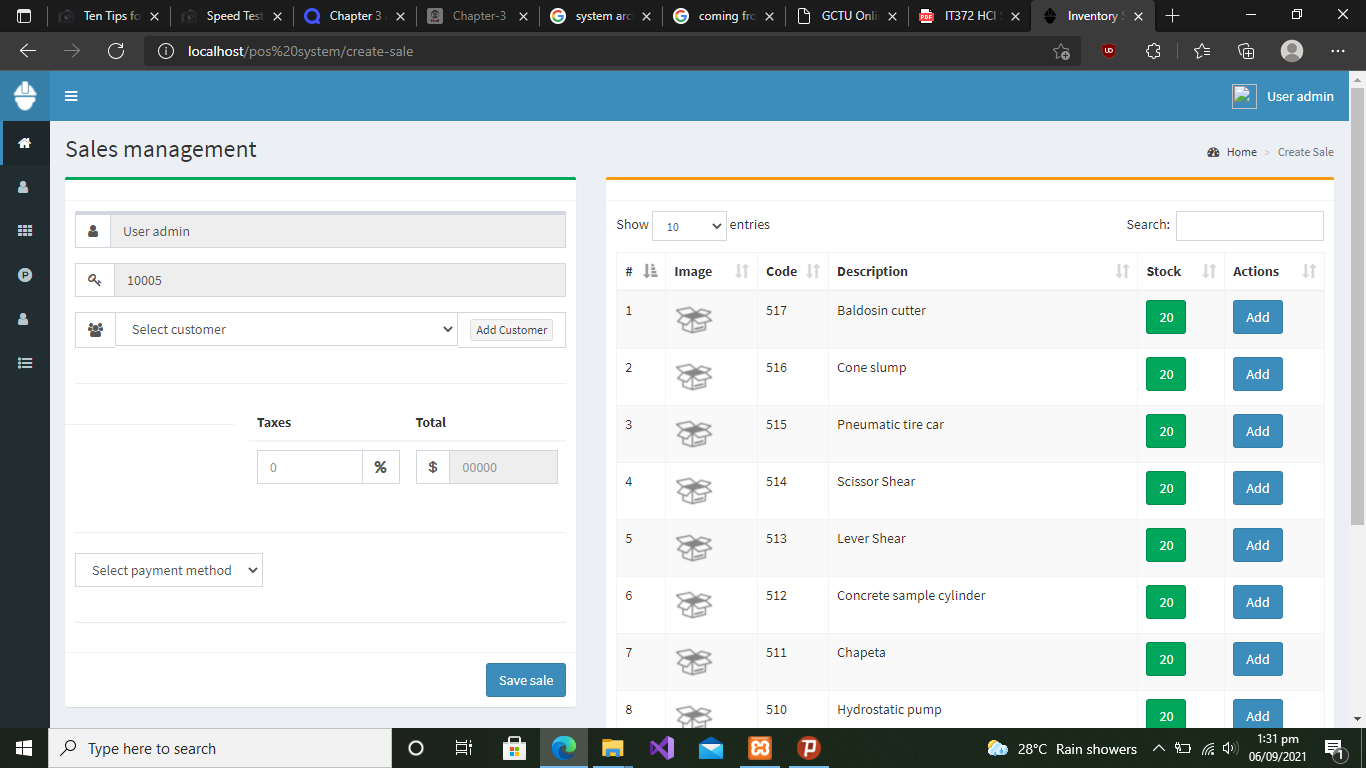 Ten Tips fo
Speed Test
Chapter 3
Chapter-3
system arc
coming fro
GCTU Onli
PDF
IT372 HCI S
Inventory S
localhost/pos%20system/create-sale
UD
User admin
Sales management
Home > Create Sale
User admin
10005
Select customer
Add Customer
Taxes
Total
0
%
$
00000
Select payment method
Save sale
Show 10 entries
Search:
# Image Code Description Stock Actions
1 517 Baldosin cutter 20 Add
2 516 Cone slump 20 Add
3 515 Pneumatic tire car 20 Add
4 514 Scissor Shear 20 Add
5 513 Lever Shear 20 Add
6 512 Concrete sample cylinder 20 Add
7 511 Chapeta 20 Add
8 510 Hydrostatic pump 20 Add
P
Type here to search
28°C Rain showers
1:31 pm
06/09/2021
1